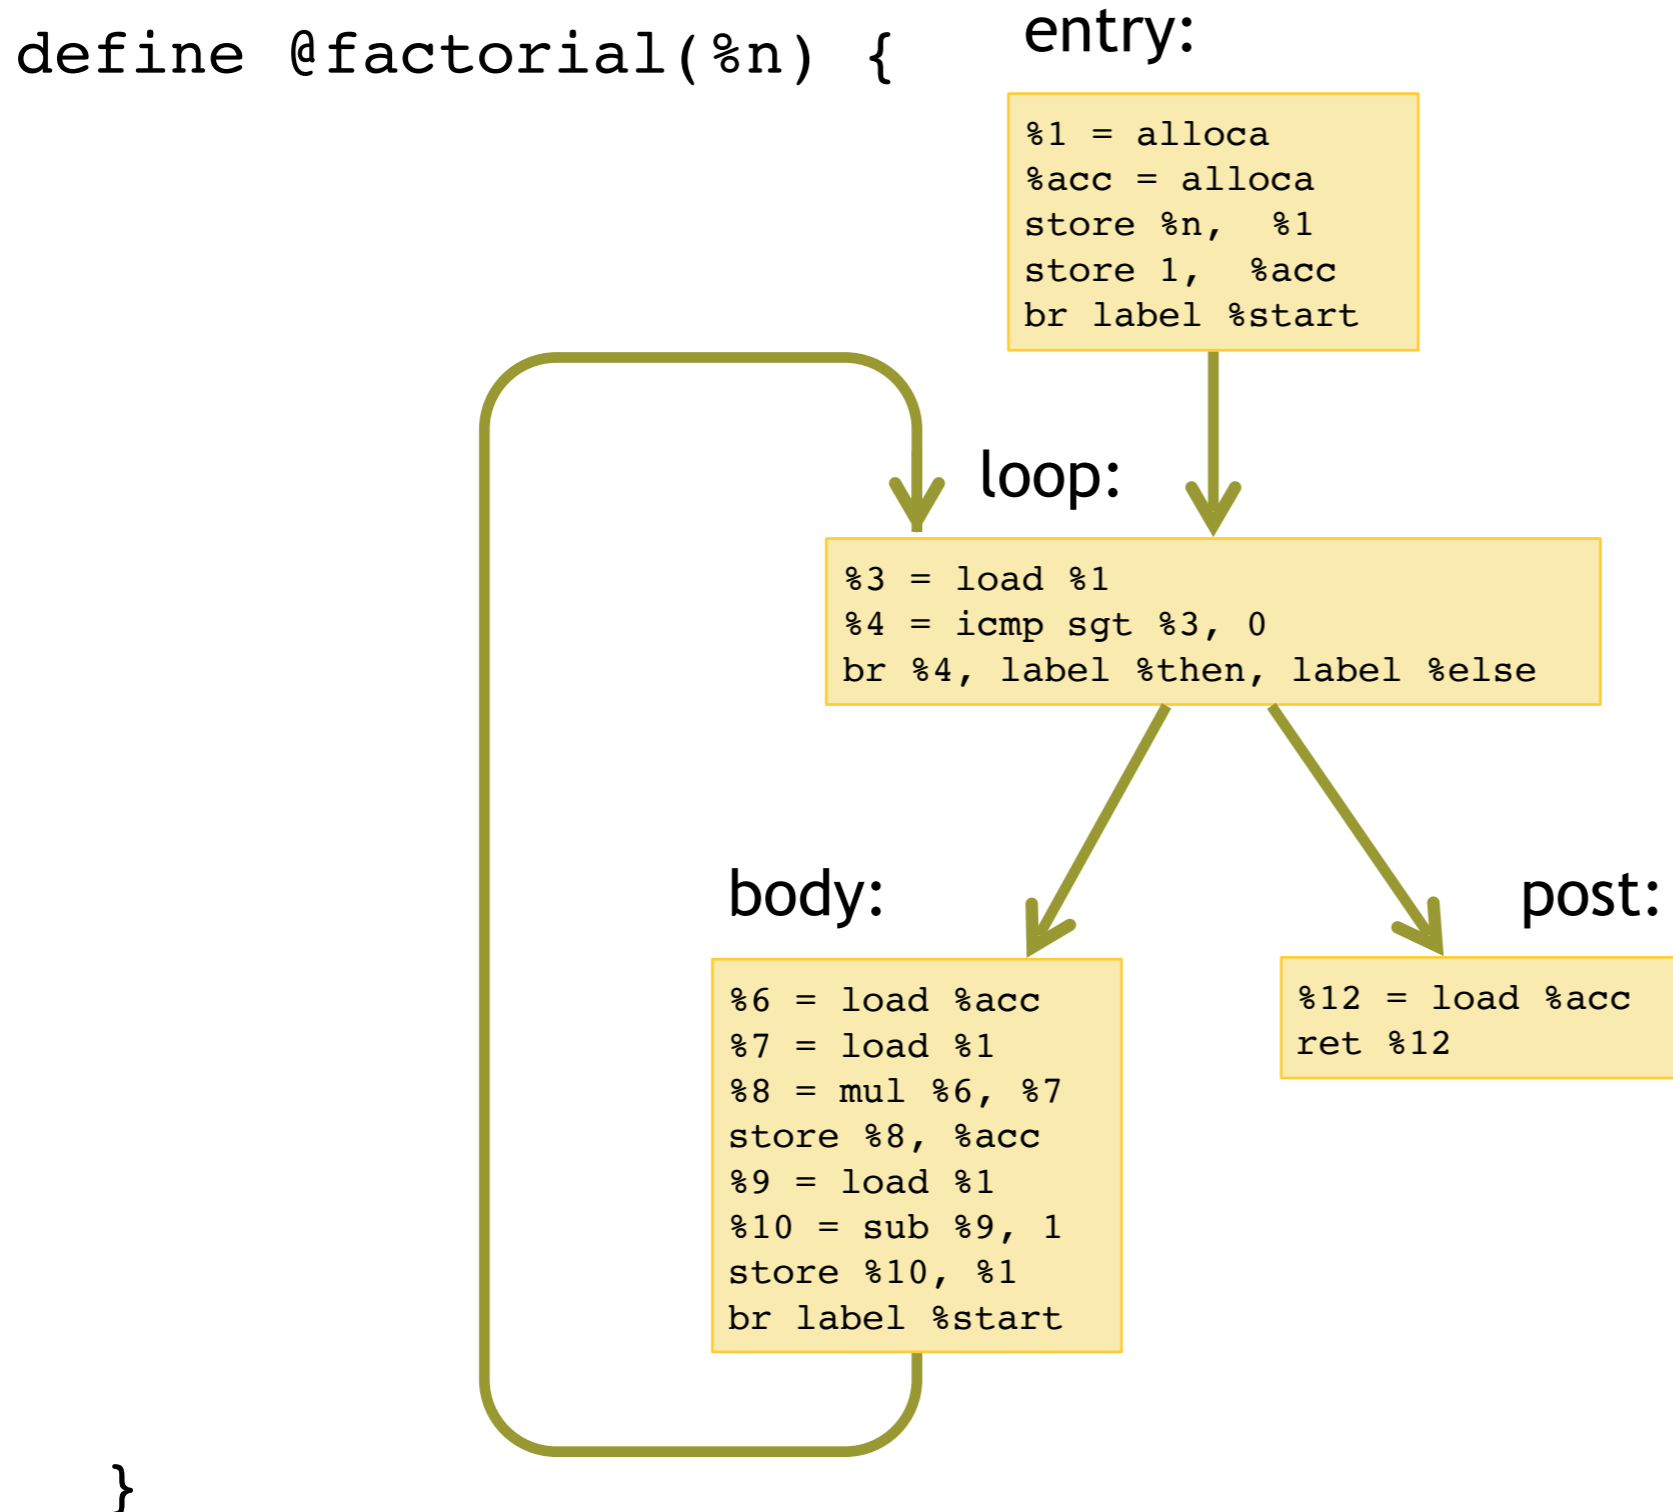 define @factorial(%n) {
entry:
%1 = alloca
%acc = alloca
store %n,  %1
store 1,  %acc
br label %start
loop:
%3 = load %1
%4 = icmp sgt %3, 0
br %4, label %then, label %else
body:
%6 = load %acc
%7 = load %1
%8 = mul %6, %7
store %8, %acc
%9 = load %1
%10 = sub %9, 1
store %10, %1
br label %start
post:
%12 = load %acc
ret %12
}